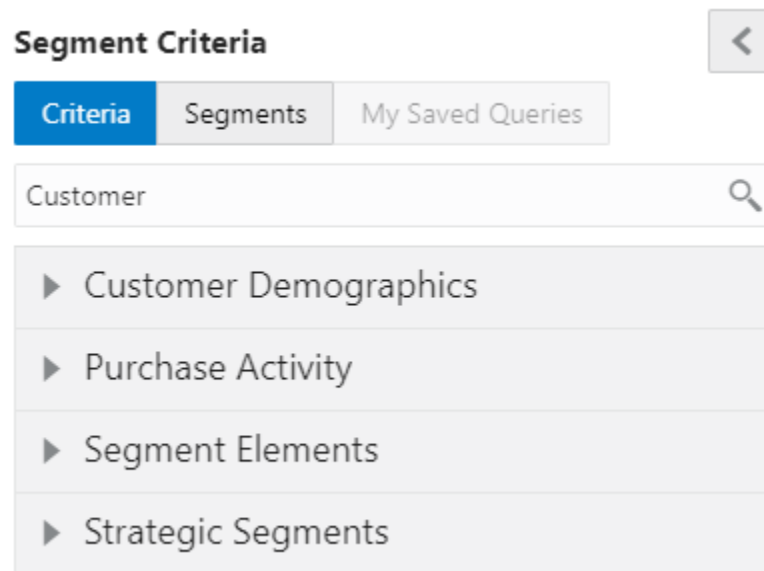 Segment Criteria
Criteria Segments My Saved Queries
Customer
Customer Demographics
Purchase Activity
Segment Elements
Strategic Segments